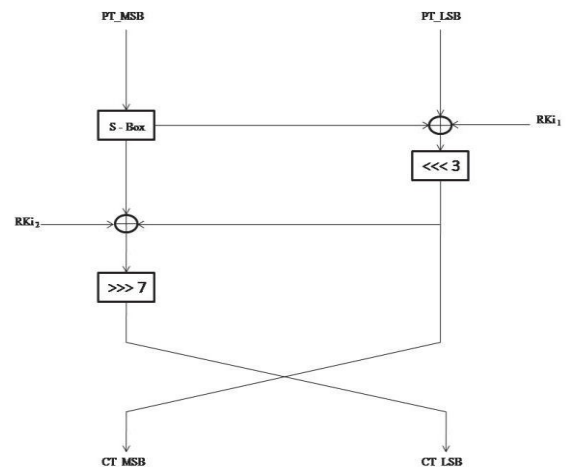 PT_MSB
PT_LSB
S - Box
RKi₁
<<< 3
RKi₂
>>> 7
CT_MSB
CT_LSB